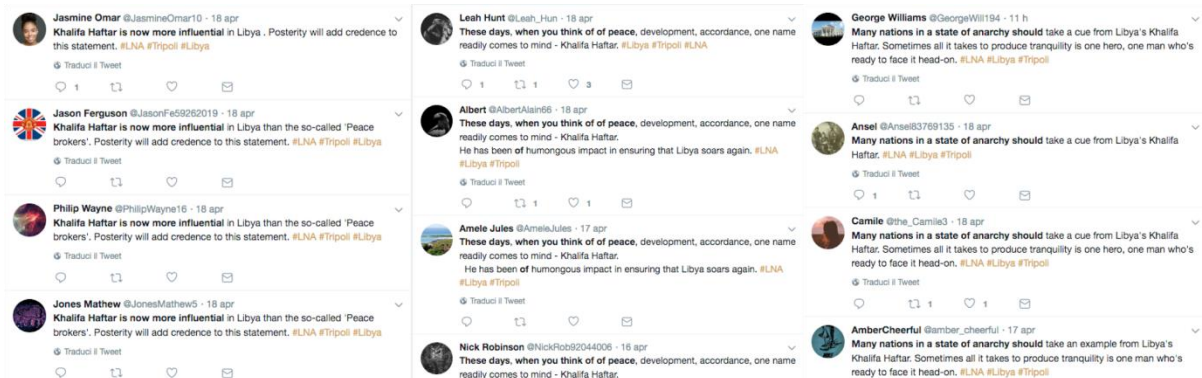 Jasmine Omar @JasmineOmar10 · 18 apr
Khalifa Haftar is now more influential in Libya . Posterity will add credence to
this statement. #LNA #Tripoli #Libya
Traduci il Tweet
1
Jason Ferguson @JasonFe59262019 · 18 apr
Khalifa Haftar is now more influential in Libya than the so-called 'Peace
brokers'. Posterity will add credence to this statement. #LNA #Tripoli #Libya
Traduci il Tweet
Philip Wayne @PhilipWayne16 · 18 apr
Khalifa Haftar is now more influential in Libya than the so-called 'Peace
brokers'. Posterity will add credence to this statement. #LNA #Tripoli #Libya
Traduci il Tweet
Jones Mathew @JonesMathew5 · 18 apr
Khalifa Haftar is now more influential in Libya than the so-called 'Peace
brokers'. Posterity will add credence to this statement. #LNA #Tripoli #Libya
Traduci il Tweet
Leah Hunt @Leah_Hun · 18 apr
These days, when you think of of peace, development, accordance, one name
readily comes to mind - Khalifa Haftar. #Libya #Tripoli #LNA
Traduci il Tweet
1 1 3
Albert @AlbertAlain66 · 18 apr
These days, when you think of of peace, development, accordance, one name
readily comes to mind - Khalifa Haftar.
He has been of humongous impact in ensuring that Libya soars again. #LNA
#Libya #Tripoli
Traduci il Tweet
1 1
Amele Jules @AmeleJules · 17 apr
These days, when you think of of peace, development, accordance, one name
readily comes to mind - Khalifa Haftar.
He has been of humongous impact in ensuring that Libya soars again. #LNA
#Libya #Tripoli
Traduci il Tweet
Nick Robinson @NickRob92044006 · 16 apr
These days, when you think of of peace, development, accordance, one name
readily comes to mind - Khalifa Haftar.
George Williams @GeorgeWill194 · 11 h
Many nations in a state of anarchy should take a cue from Libya's Khalifa
Haftar. Sometimes all it takes to produce tranquility is one hero, one man who's
ready to face it head-on. #LNA #Libya #Tripoli
Traduci il Tweet
Ansel @Ansel83769135 · 18 apr
Many nations in a state of anarchy should take a cue from Libya's Khalifa
Haftar. #LNA #Libya #Tripoli
Traduci il Tweet
1
Camile @the_Camile3 · 18 apr
Many nations in a state of anarchy should take a cue from Libya's Khalifa
Haftar. Sometimes all it takes to produce tranquility is one hero, one man who's
ready to face it head-on. #LNA #Libya #Tripoli
Traduci il Tweet
1 1
AmberCheerful @amber_cheerful · 17 apr
Many nations in a state of anarchy should take an example from Libya's
Khalifa Haftar. Sometimes all it takes to produce tranquility is one man who's
ready to face it head-on. #LNA #Libya #Tripoli